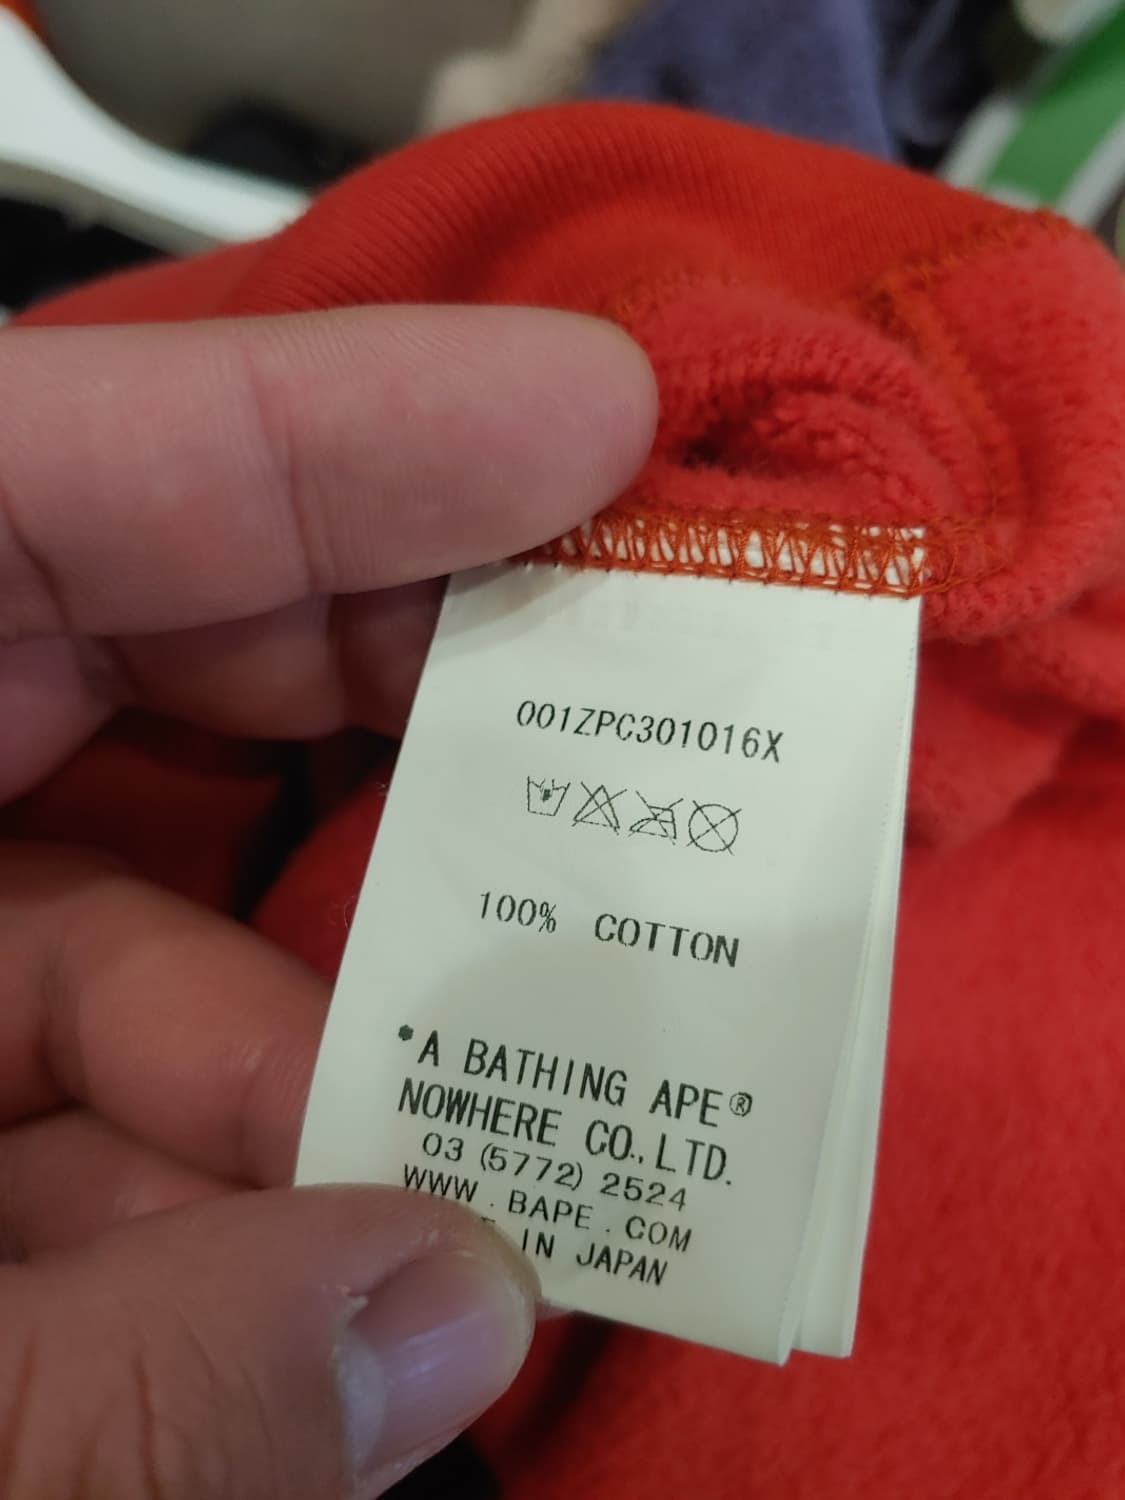 001ZPC301016X
100% COTTON
*A BATHING APE®
NOWHERE CO., LTD.
03 (5772) 2524
WWW . BAPE . COM
IN JAPAN